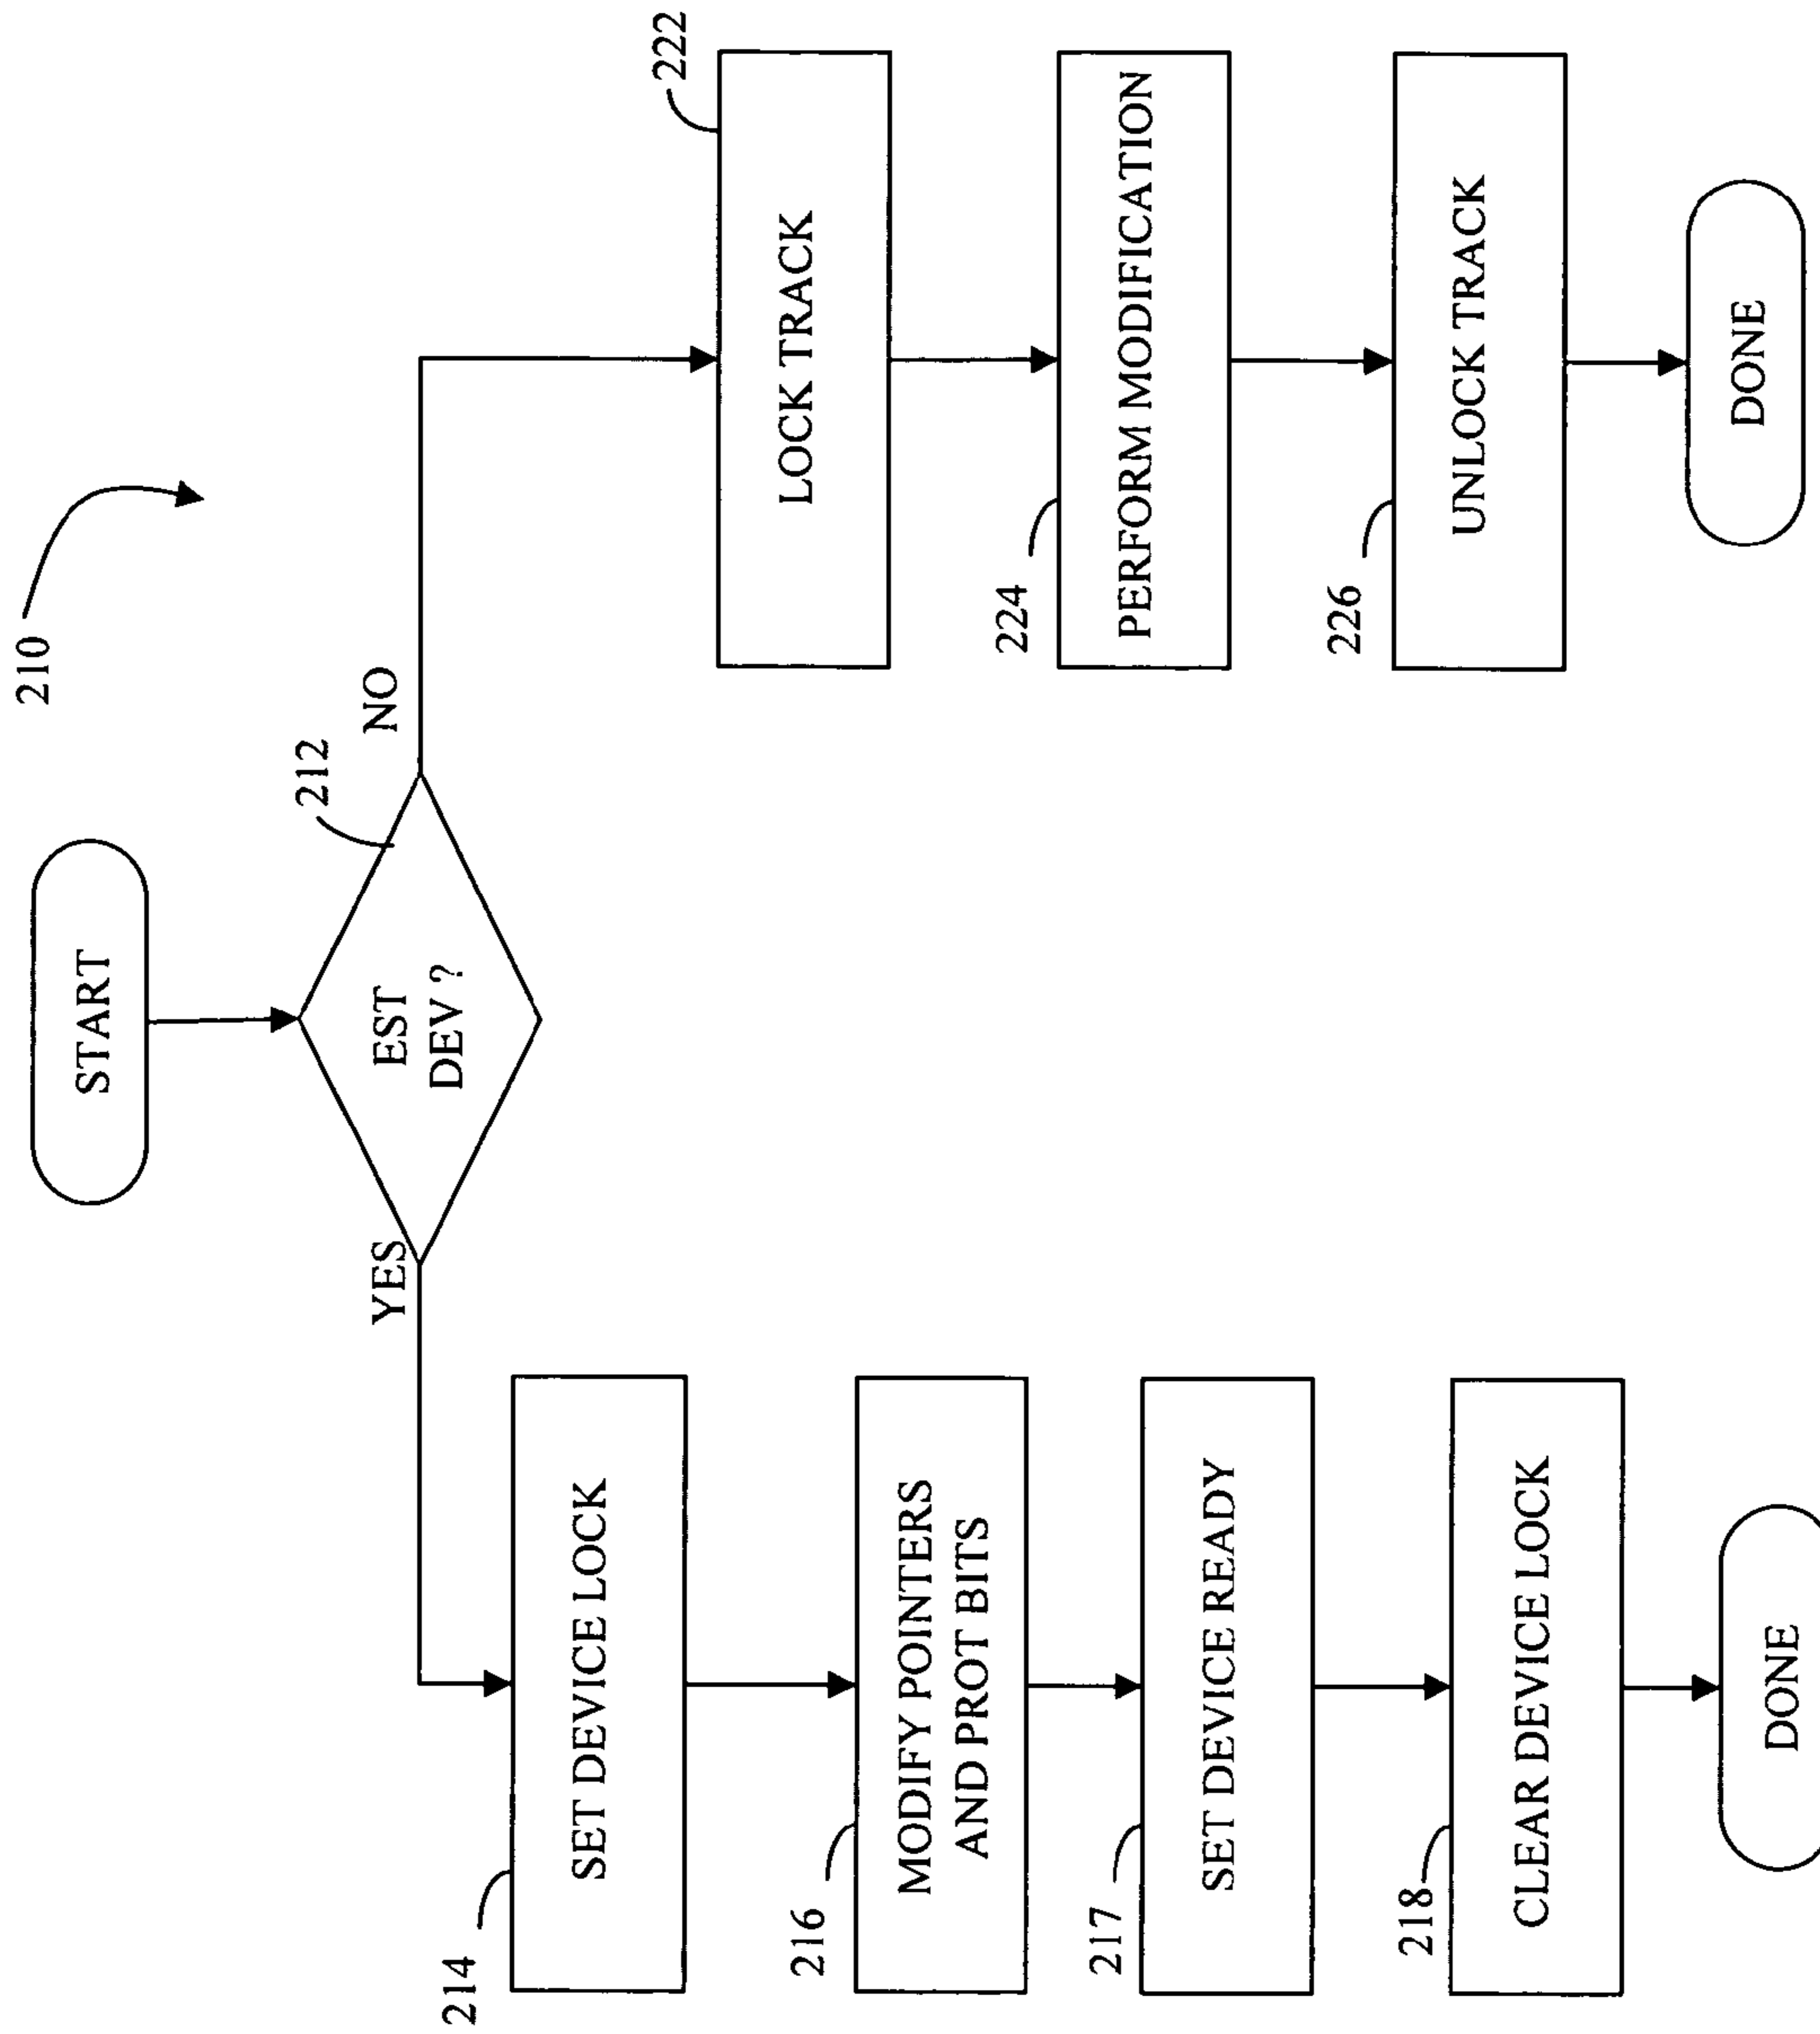 210
START
212
EST
DEV ?
YES
NO
214
SET DEVICE LOCK
216
MODIFY POINTERS
AND PROT BITS
217
SET DEVICE READY
218
CLEAR DEVICE LOCK
DONE
222
LOCK TRACK
224
PERFORM MODIFICATION
226
UNLOCK TRACK
DONE